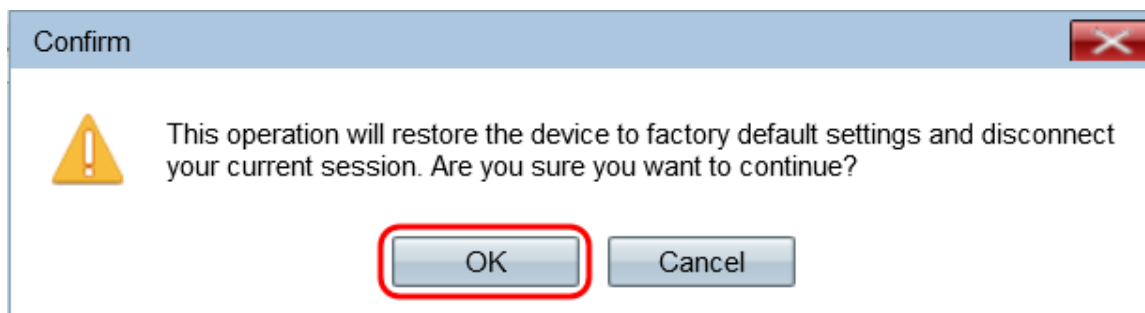 Confirm
This operation will restore the device to factory default settings and disconnect
your current session. Are you sure you want to continue?
OK
Cancel